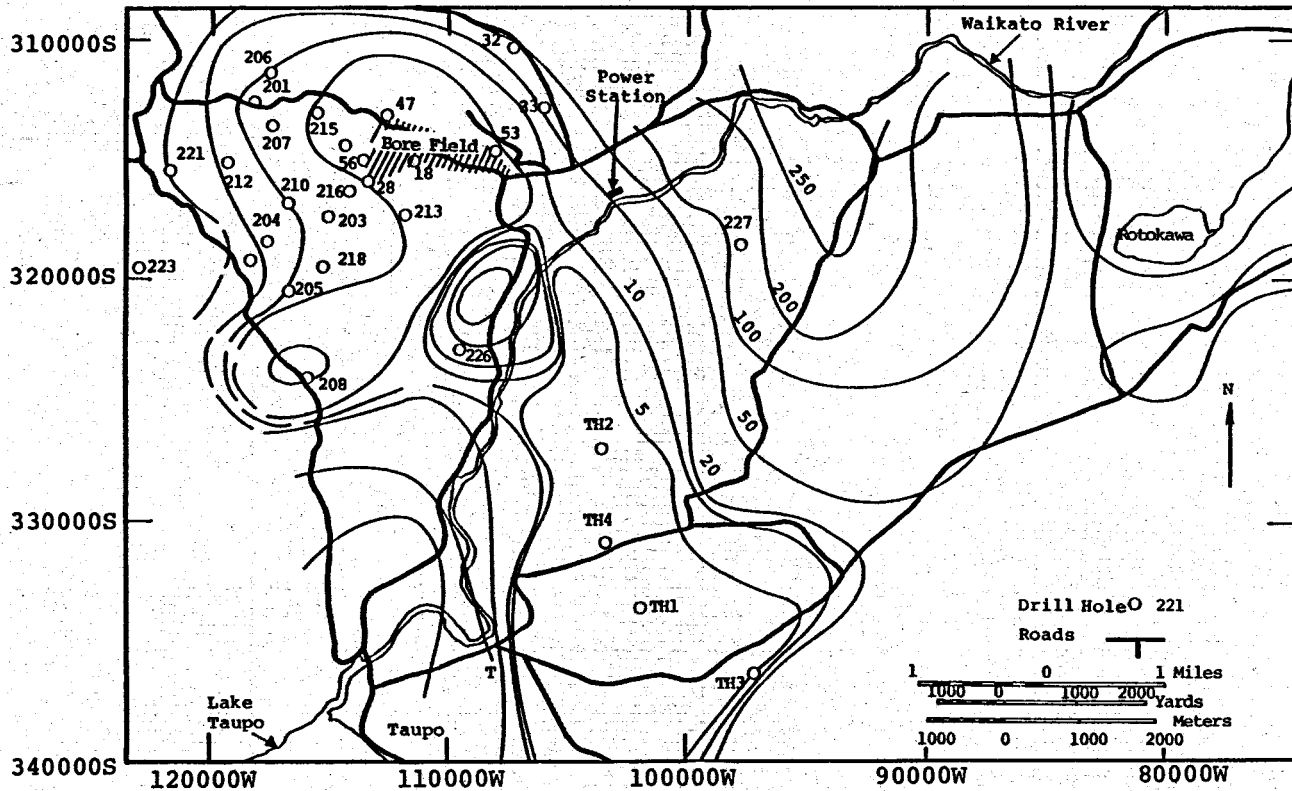 310000S
320000S
330000S
340000S
120000W
110000W
100000W
90000W
80000W
Waikato River
Power
Station
32
33
206
201
47
215
207
53
Bore Field
221
56
18
212
28
210
216
203
213
204
218
223
205
226
208
227
250
200
100
50
20
10
5
Rotokawa
TH2
TH4
TH1
TH3
T
Lake
Taupo
Taupo
N
Drill Hole 221
Roads
1 0 1 Miles
1000 0 1000 2000 Yards
Meters
1000 0 1000 2000